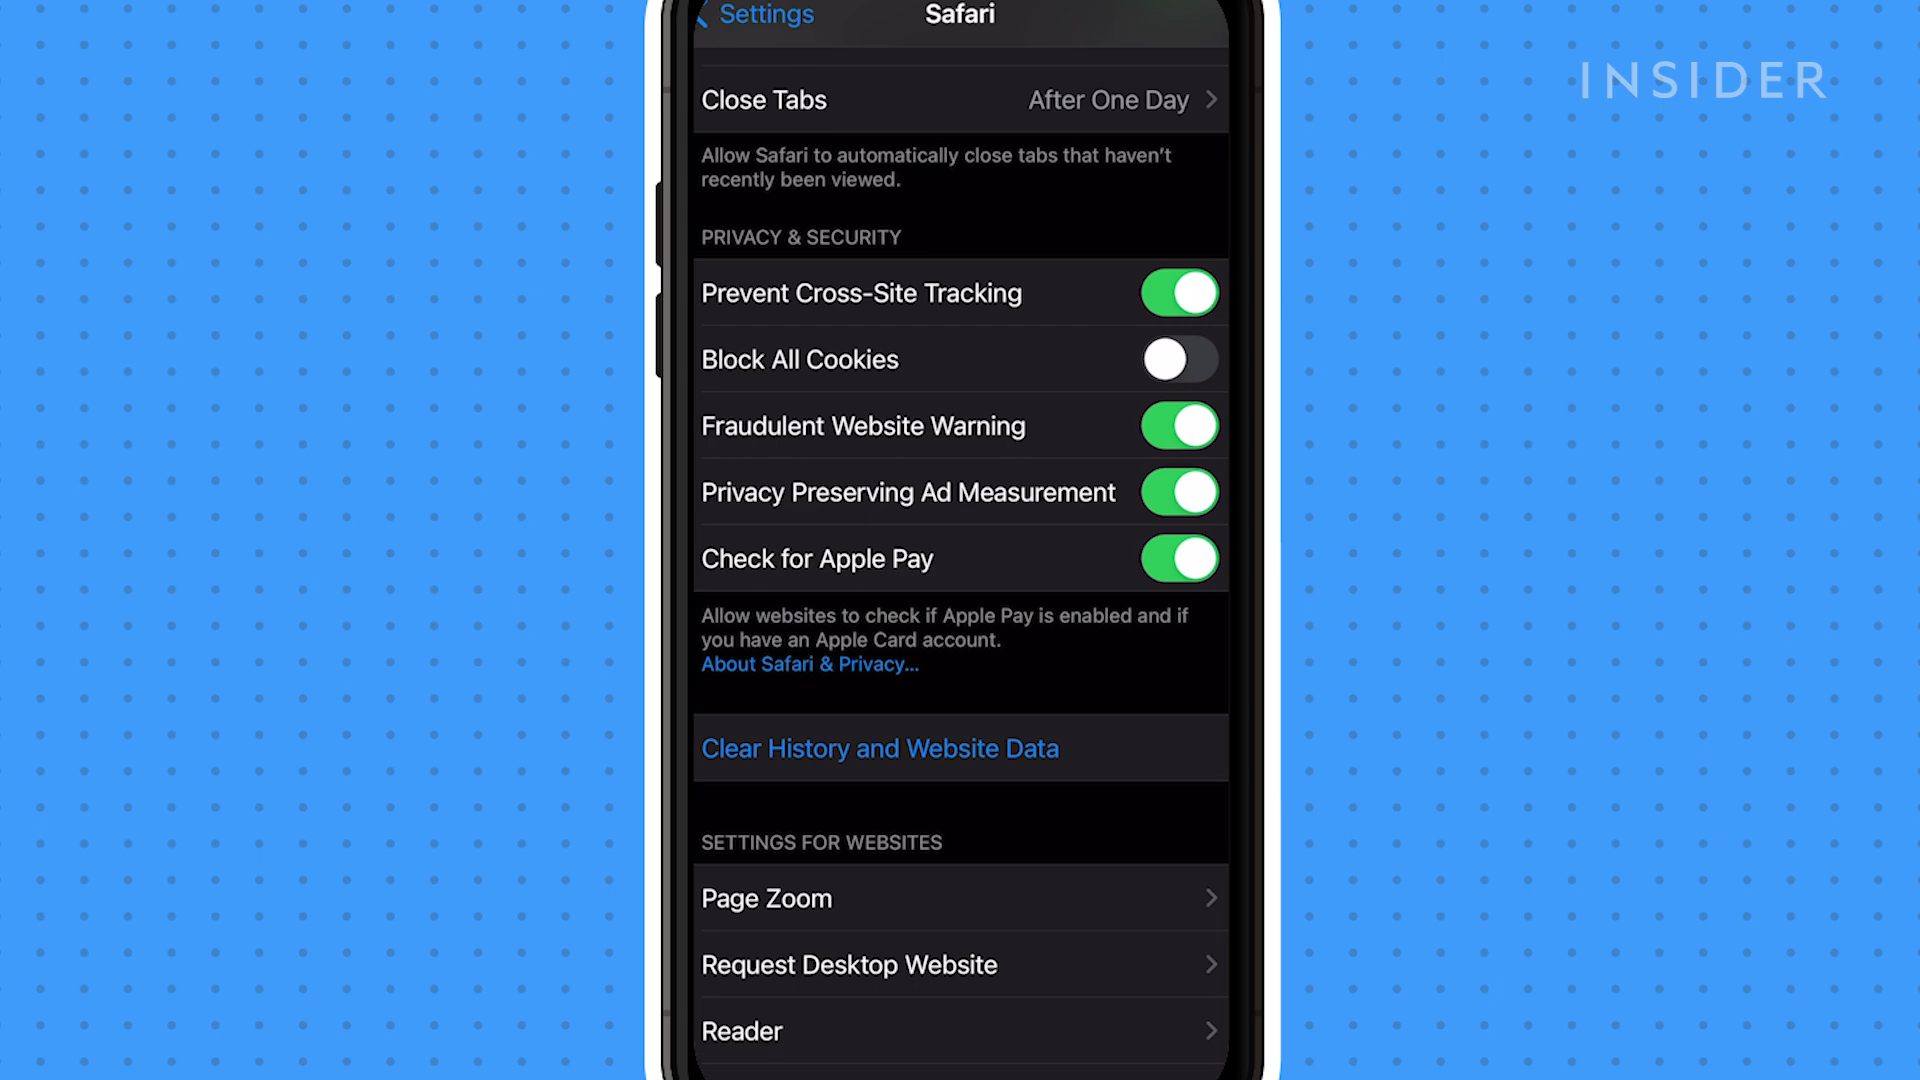 Settings
Safari
INSIDER
Close Tabs
After One Day
Allow Safari to automatically close tabs that haven’t
recently been viewed.
PRIVACY & SECURITY
Prevent Cross-Site Tracking
Block All Cookies
Fraudulent Website Warning
Privacy Preserving Ad Measurement
Check for Apple Pay
Allow websites to check if Apple Pay is enabled and if
you have an Apple Card account.
About Safari & Privacy...
Clear History and Website Data
SETTINGS FOR WEBSITES
Page Zoom
Request Desktop Website
Reader